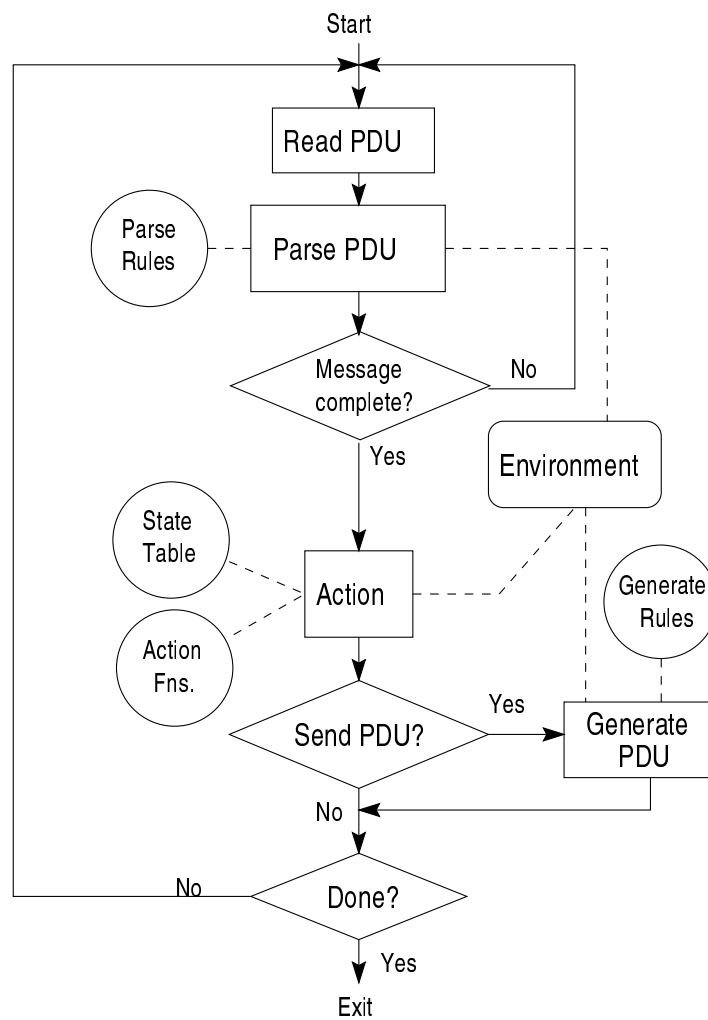 Start
Read PDU
Parse
Rules
Parse PDU
Message
complete?
No
Yes
Environment
State
Table
Action
Generate
Rules
Action
Fns.
Yes
Send PDU?
Generate
PDU
No
No
Done?
Yes
Exit